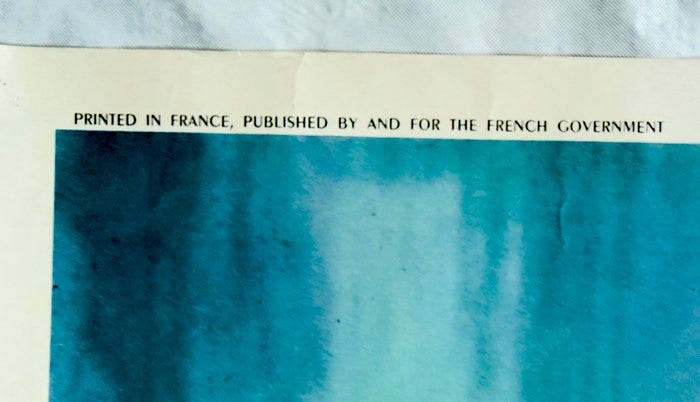 PRINTED IN FRANCE, PUBLISHED BY AND FOR THE FRENCH GOVERNMENT